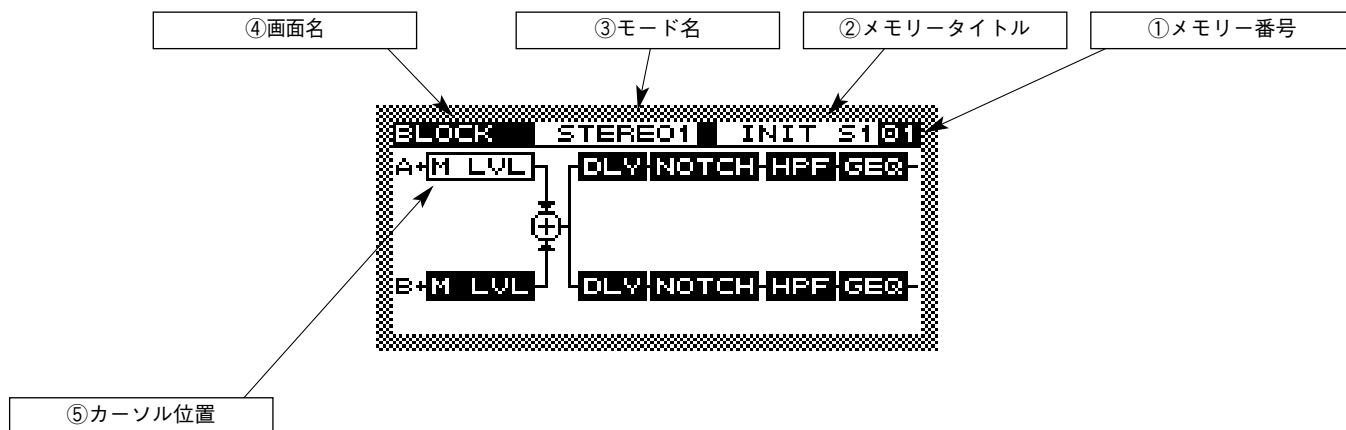 ④画面名 ③モード名 ②メモリータイトル ①メモリー番号
BLOCK STEREO1 INIT S1 01
A+ M LVL DLY NOTCH HPF GEQ
+
B+ M LVL DLY NOTCH HPF GEQ
⑤カーソル位置